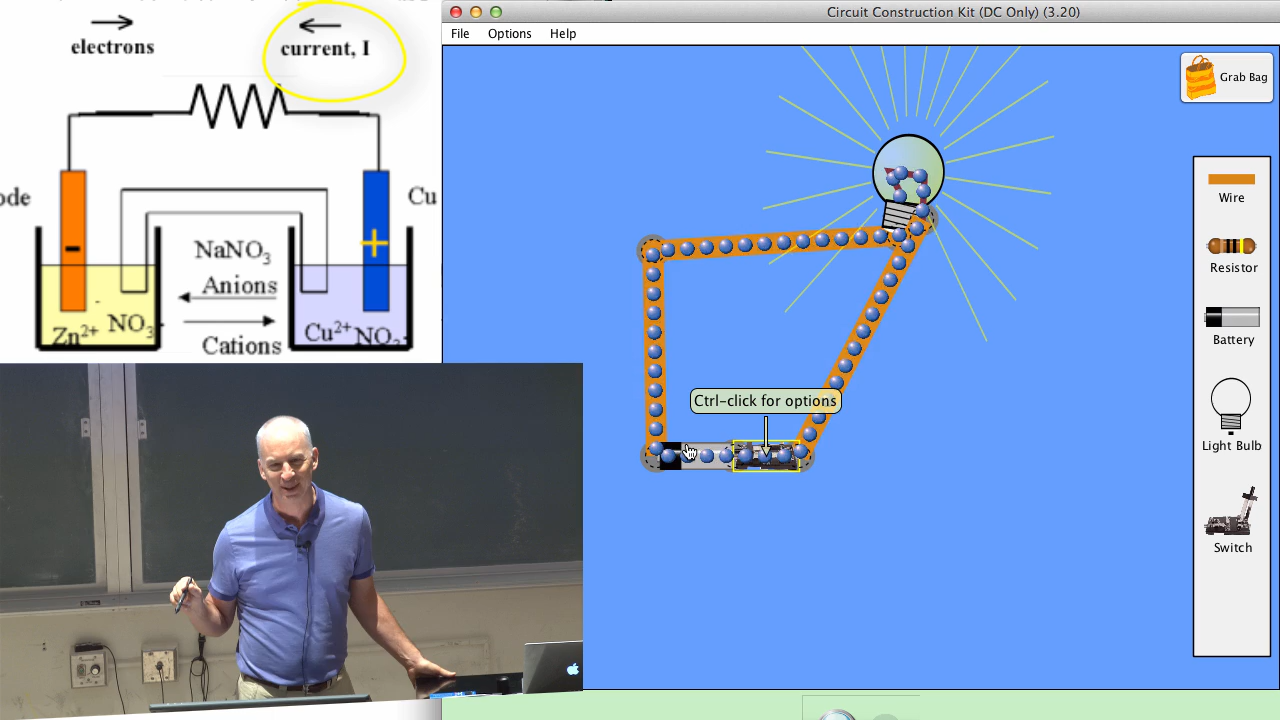 electrons
current, I
ode
Cu
NaNO3
Anions
Cations
Zn2+
NO3-
Cu2+
Circuit Construction Kit (DC Only) (3.20)
File Options Help
Grab Bag
Wire
Resistor
Battery
Light Bulb
Switch
Ctrl-click for options